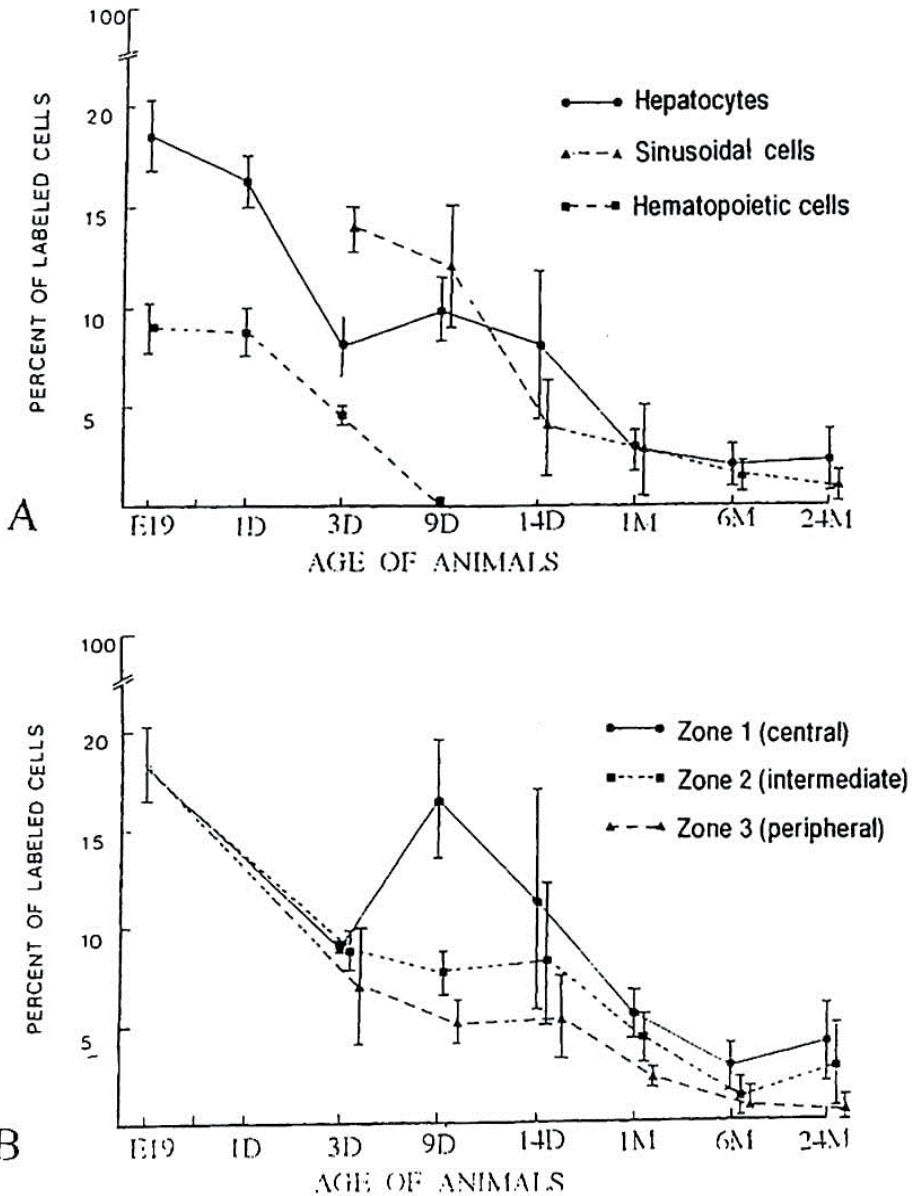 100
20
15
10
5
PERCENT OF LABELED CELLS
Hepatocytes
Sinusoidal cells
Hematopoietic cells
A
E19 1D 3D 9D 14D 1M 6M 24M
AGE OF ANIMALS
100
20
15
10
5
PERCENT OF LABELED CELLS
Zone 1 (central)
Zone 2 (intermediate)
Zone 3 (peripheral)
B
E19 1D 3D 9D 14D 1M 6M 24M
AGE OF ANIMALS